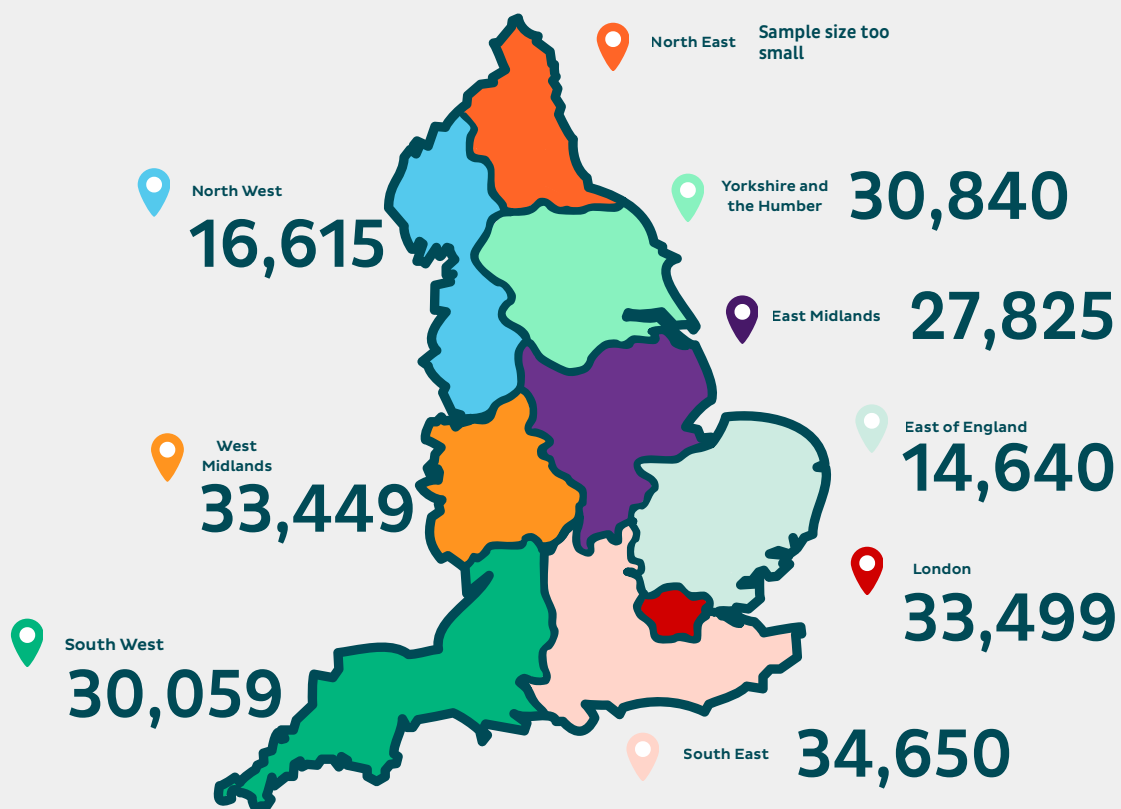 North East
Sample size too
small
North West
16,615
Yorkshire and
the Humber
30,840
East Midlands
27,825
West
Midlands
33,449
East of England
14,640
London
33,499
South West
30,059
South East
34,650